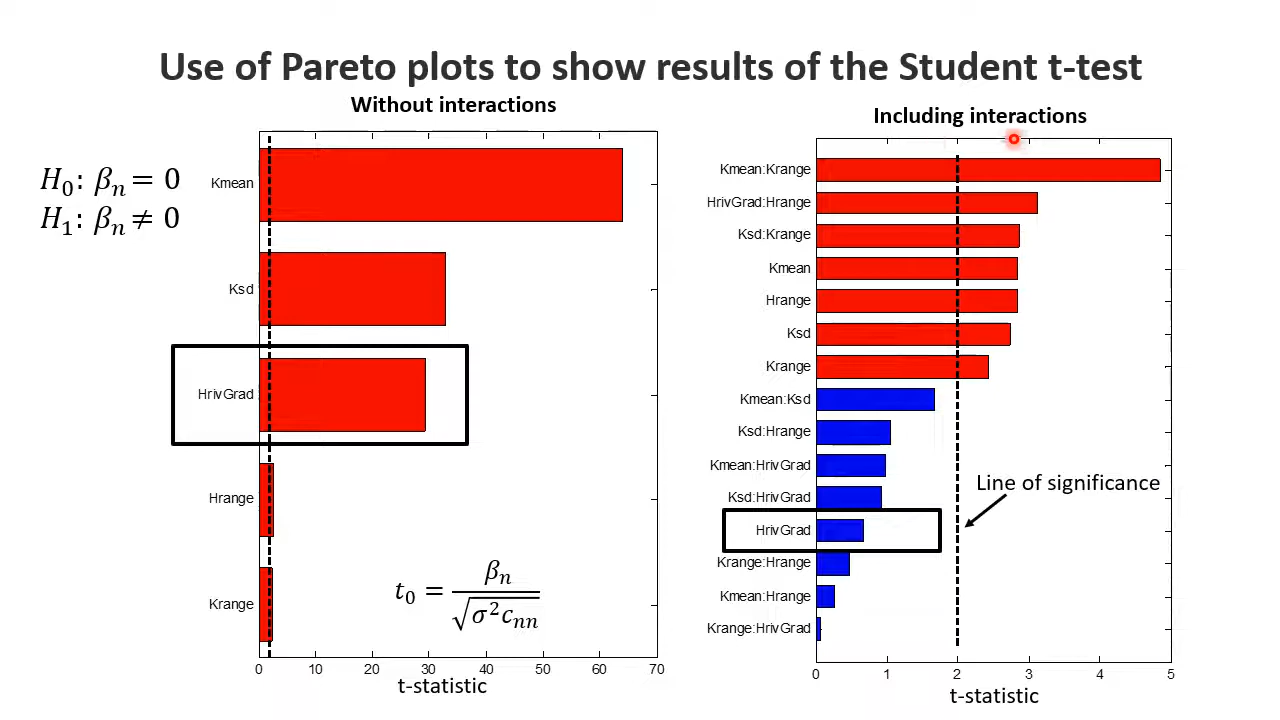 Use of Pareto plots to show results of the Student t-test
Without interactions
H₀: βₙ = 0
H₁: βₙ ≠ 0
Kmean
Ksd
HrivGrad
Hrange
Krange
t₀ = βₙ / √(σ²cₙₙ)
0 10 20 30 40 50 60 70
t-statistic
Including interactions
Kmean:Krange
HrivGrad:Hrange
Ksd:Krange
Kmean
Hrange
Ksd
Krange
Kmean:Ksd
Ksd:Hrange
Kmean:HrivGrad
Ksd:HrivGrad
HrivGrad
Krange:Hrange
Kmean:Hrange
Krange:HrivGrad
Line of significance
0 1 2 3 4 5
t-statistic